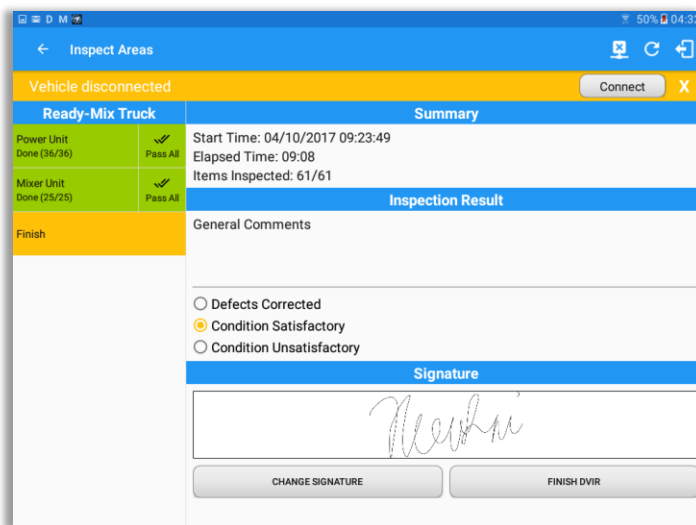 50% 04:32
Inspect Areas
Vehicle disconnected
Connect X
Ready-Mix Truck
Power Unit
Done (36/36)
Pass All
Mixer Unit
Done (25/25)
Pass All
Finish
Summary
Start Time: 04/10/2017 09:23:49
Elapsed Time: 09:08
Items Inspected: 61/61
Inspection Result
General Comments
Defects Corrected
Condition Satisfactory
Condition Unsatisfactory
Signature
CHANGE SIGNATURE
FINISH DVIR